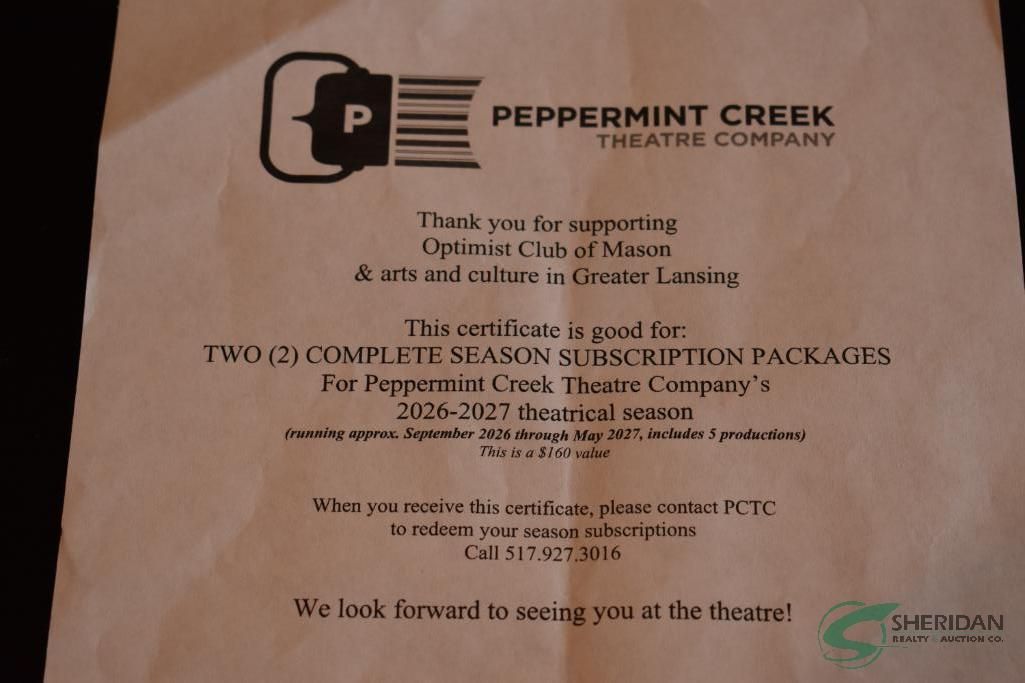 P
PEPPERMINT CREEK
THEATRE COMPANY
Thank you for supporting
Optimist Club of Mason
& arts and culture in Greater Lansing
This certificate is good for:
TWO (2) COMPLETE SEASON SUBSCRIPTION PACKAGES
For Peppermint Creek Theatre Company's
2026-2027 theatrical season
(running approx. September 2026 through May 2027, includes 5 productions)
This is a $160 value
When you receive this certificate, please contact PCTC
to redeem your season subscriptions
Call 517.927.3016
We look forward to seeing you at the theatre!
SHERIDAN
REALTY & AUCTION CO.